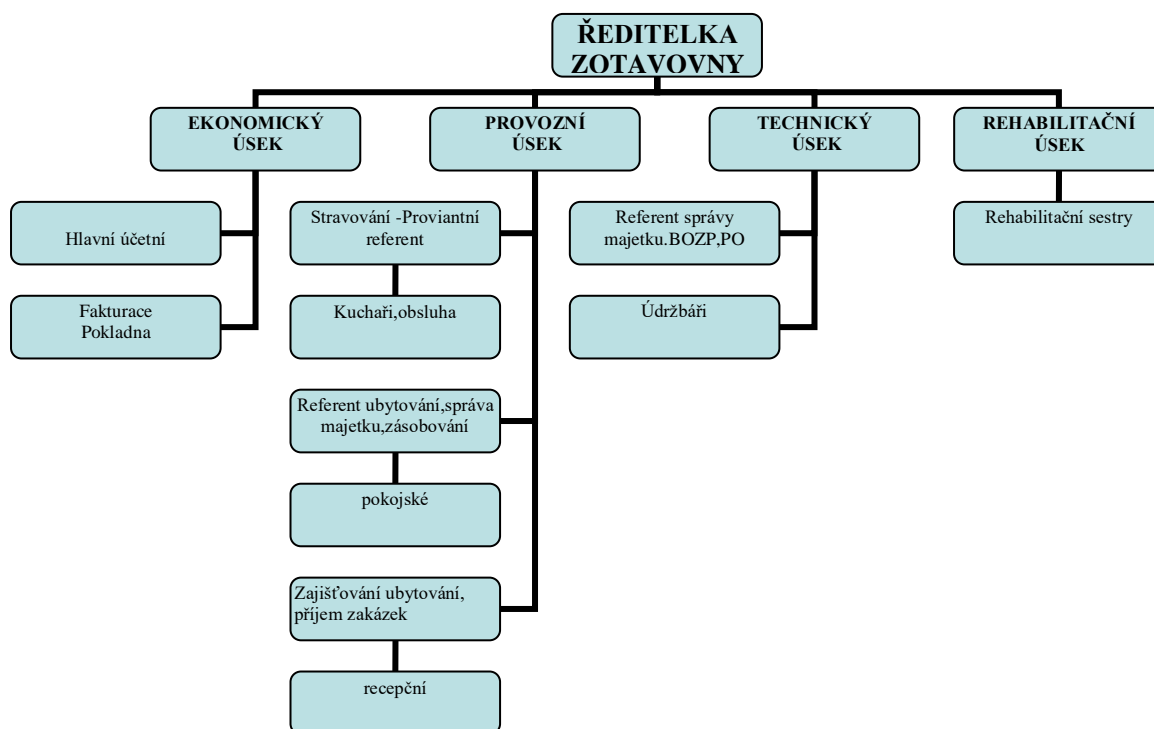 ŘEDITELKA
ZOTAVOVNY
EKONOMICKÝ
ÚSEK
PROVOZNÍ
ÚSEK
TECHNICKÝ
ÚSEK
REHABILITAČNÍ
ÚSEK
Hlavní účetní
Stravování -Proviantní
referent
Referent správy
majetku.BOZP,PO
Rehabilitační sestry
Fakturace
Pokladna
Kuchaři,obsluha
Údržbáři
Referent ubytování,správa
majetku,zásobování
pokojské
Zajišťování ubytování,
příjem zakázek
recepční